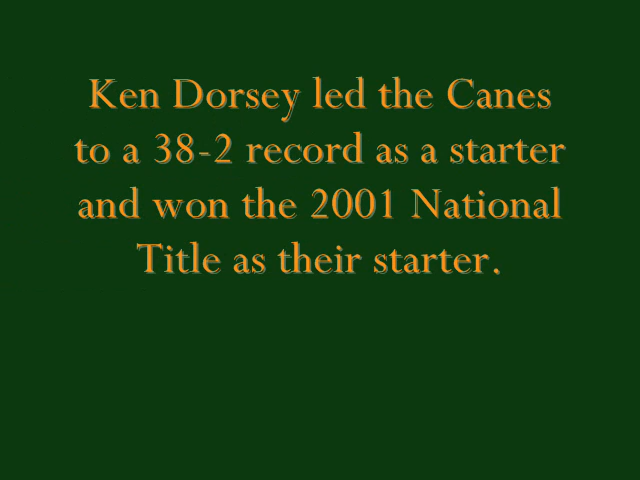 Ken Dorsey led the Canes
to a 38-2 record as a starter
and won the 2001 National
Title as their starter.